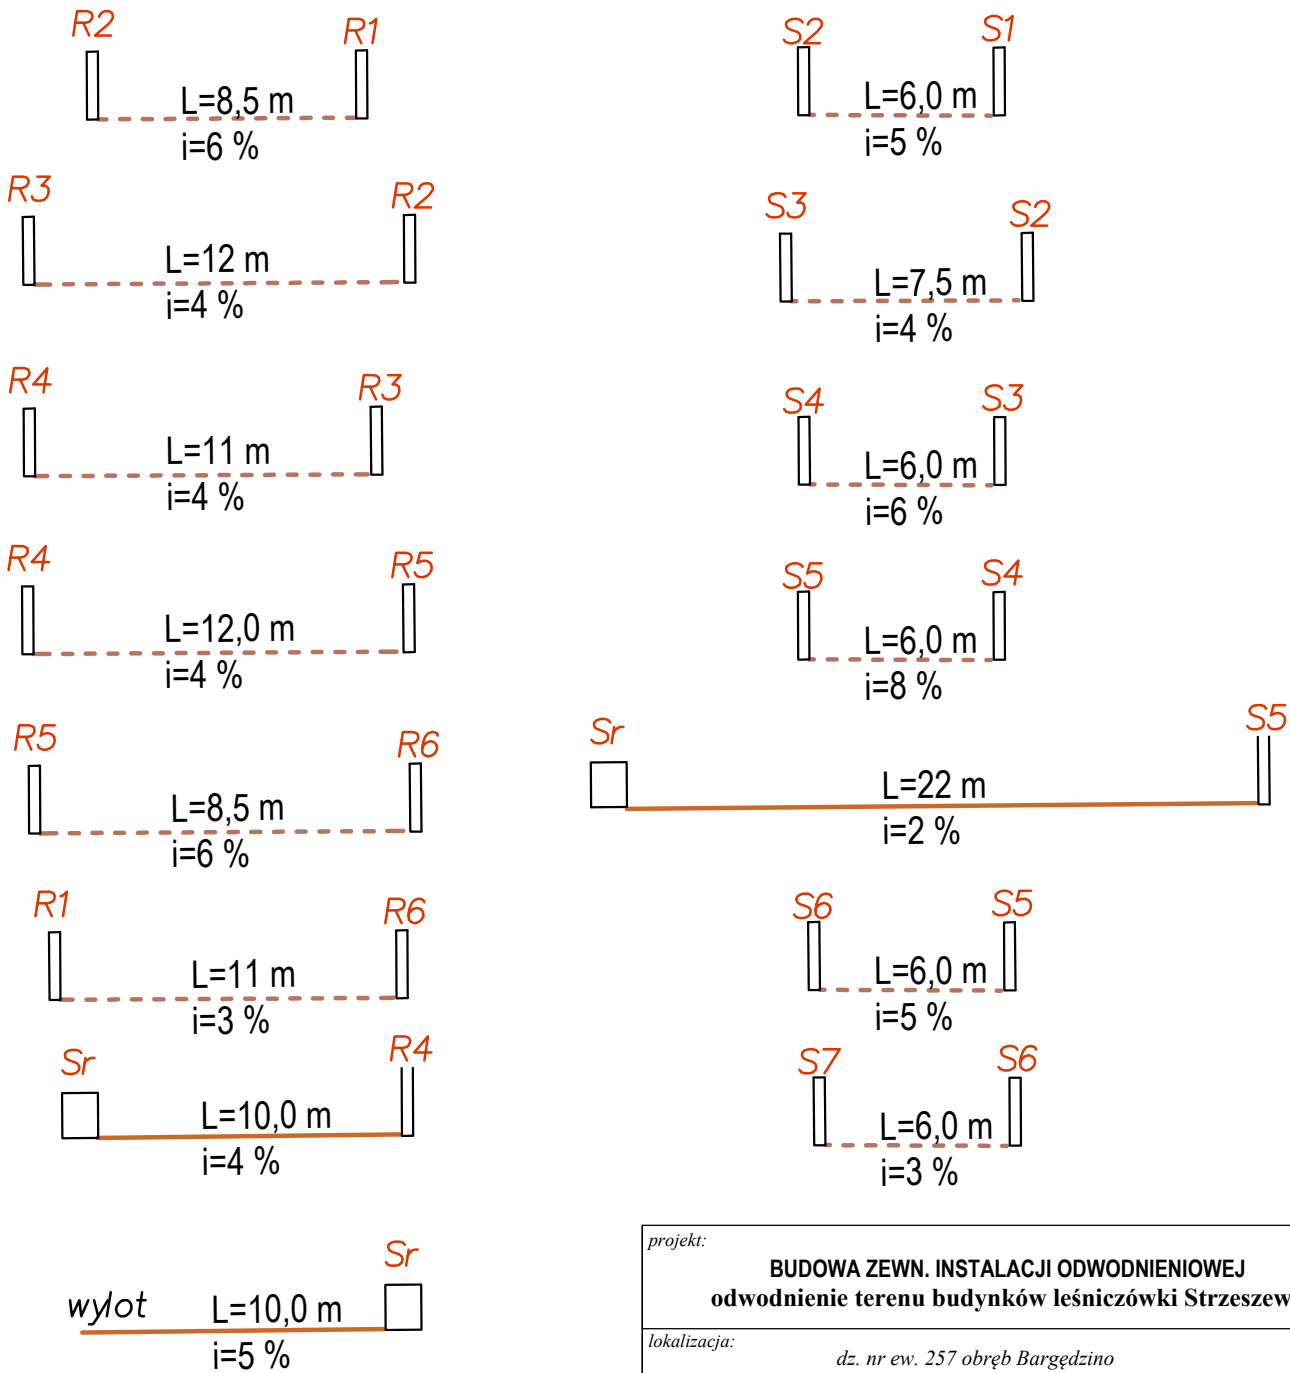 R2 R1
L=8,5 m
i=6 %
R3 R2
L=12 m
i=4 %
R4 R3
L=11 m
i=4 %
R4 R5
L=12,0 m
i=4 %
R5 R6
L=8,5 m
i=6 %
R1 R6
L=11 m
i=3 %
Sr R4
L=10,0 m
i=4 %
Sr
wylot L=10,0 m
i=5 %
S2 S1
L=6,0 m
i=5 %
S3 S2
L=7,5 m
i=4 %
S4 S3
L=6,0 m
i=6 %
S5 S4
L=6,0 m
i=8 %
Sr S5
L=22 m
i=2 %
S6 S5
L=6,0 m
i=5 %
S7 S6
L=6,0 m
i=3 %
projekt:
BUDOWA ZEWN. INSTALACJI ODWODNIENIOWEJ
odwodnienie terenu budynków leśniczówki Strzeszew
lokalizacja:
dz. nr ew. 257 obręb Bargędzino